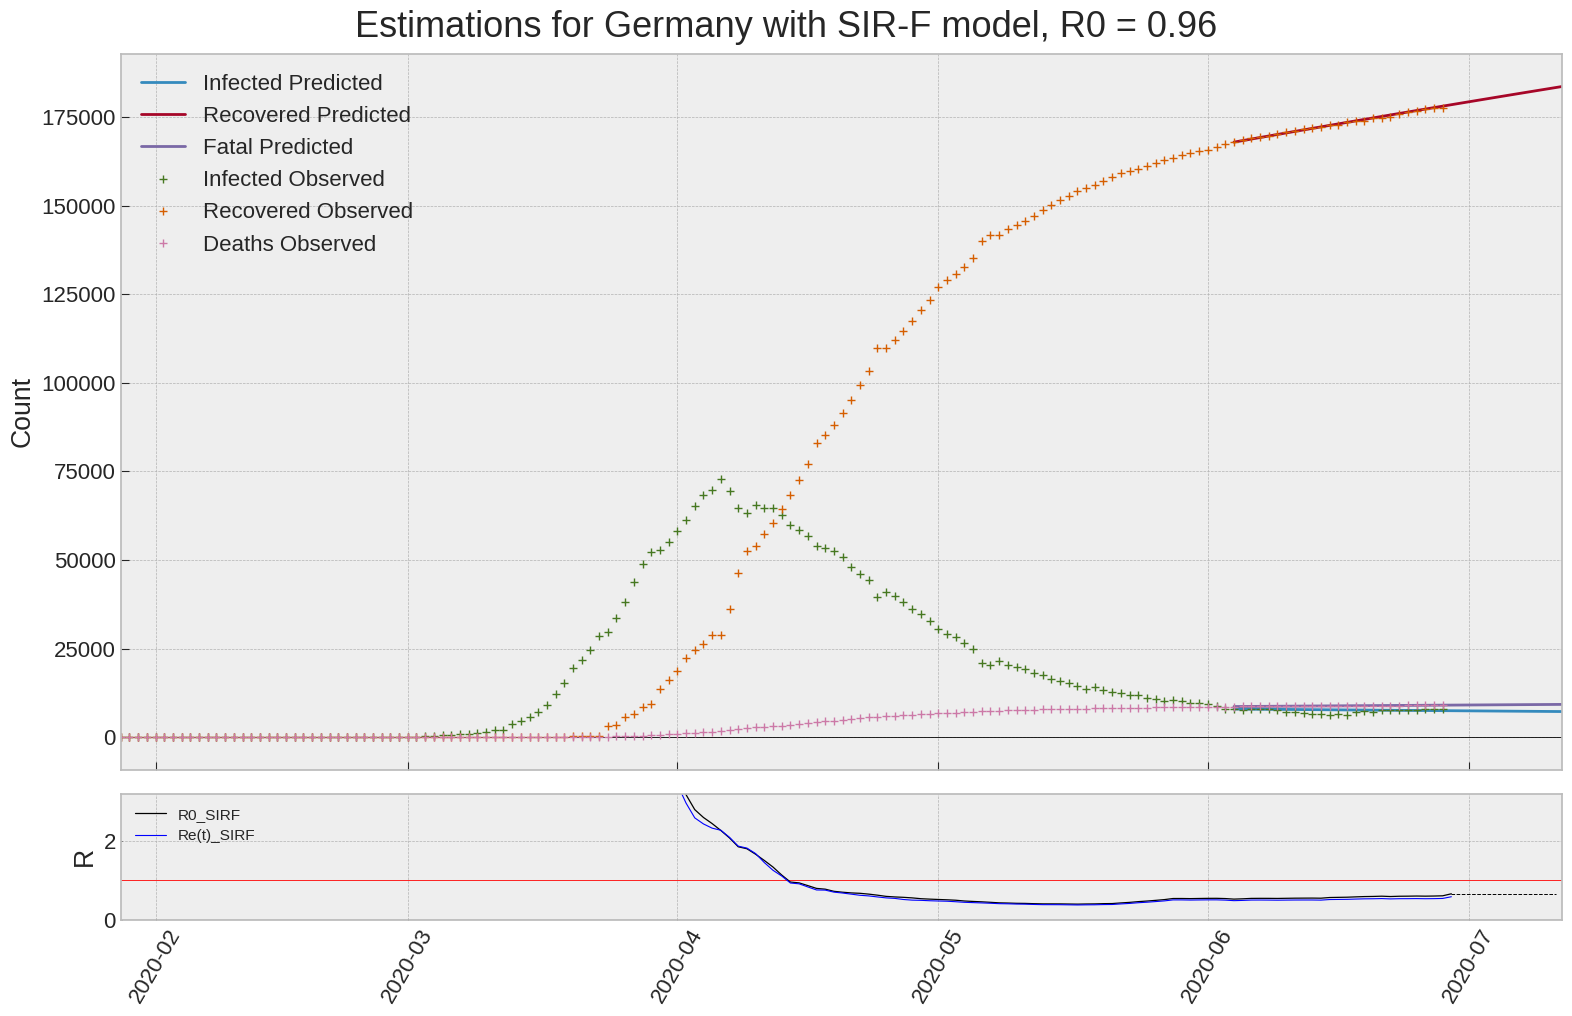 Estimations for Germany with SIR-F model, R0 = 0.96
Infected Predicted
Recovered Predicted
Fatal Predicted
Infected Observed
Recovered Observed
Deaths Observed
Count
175000
150000
125000
100000
75000
50000
25000
0
R0_SIRF
Re(t)_SIRF
R
2
0
2020-02
2020-03
2020-04
2020-05
2020-06
2020-07